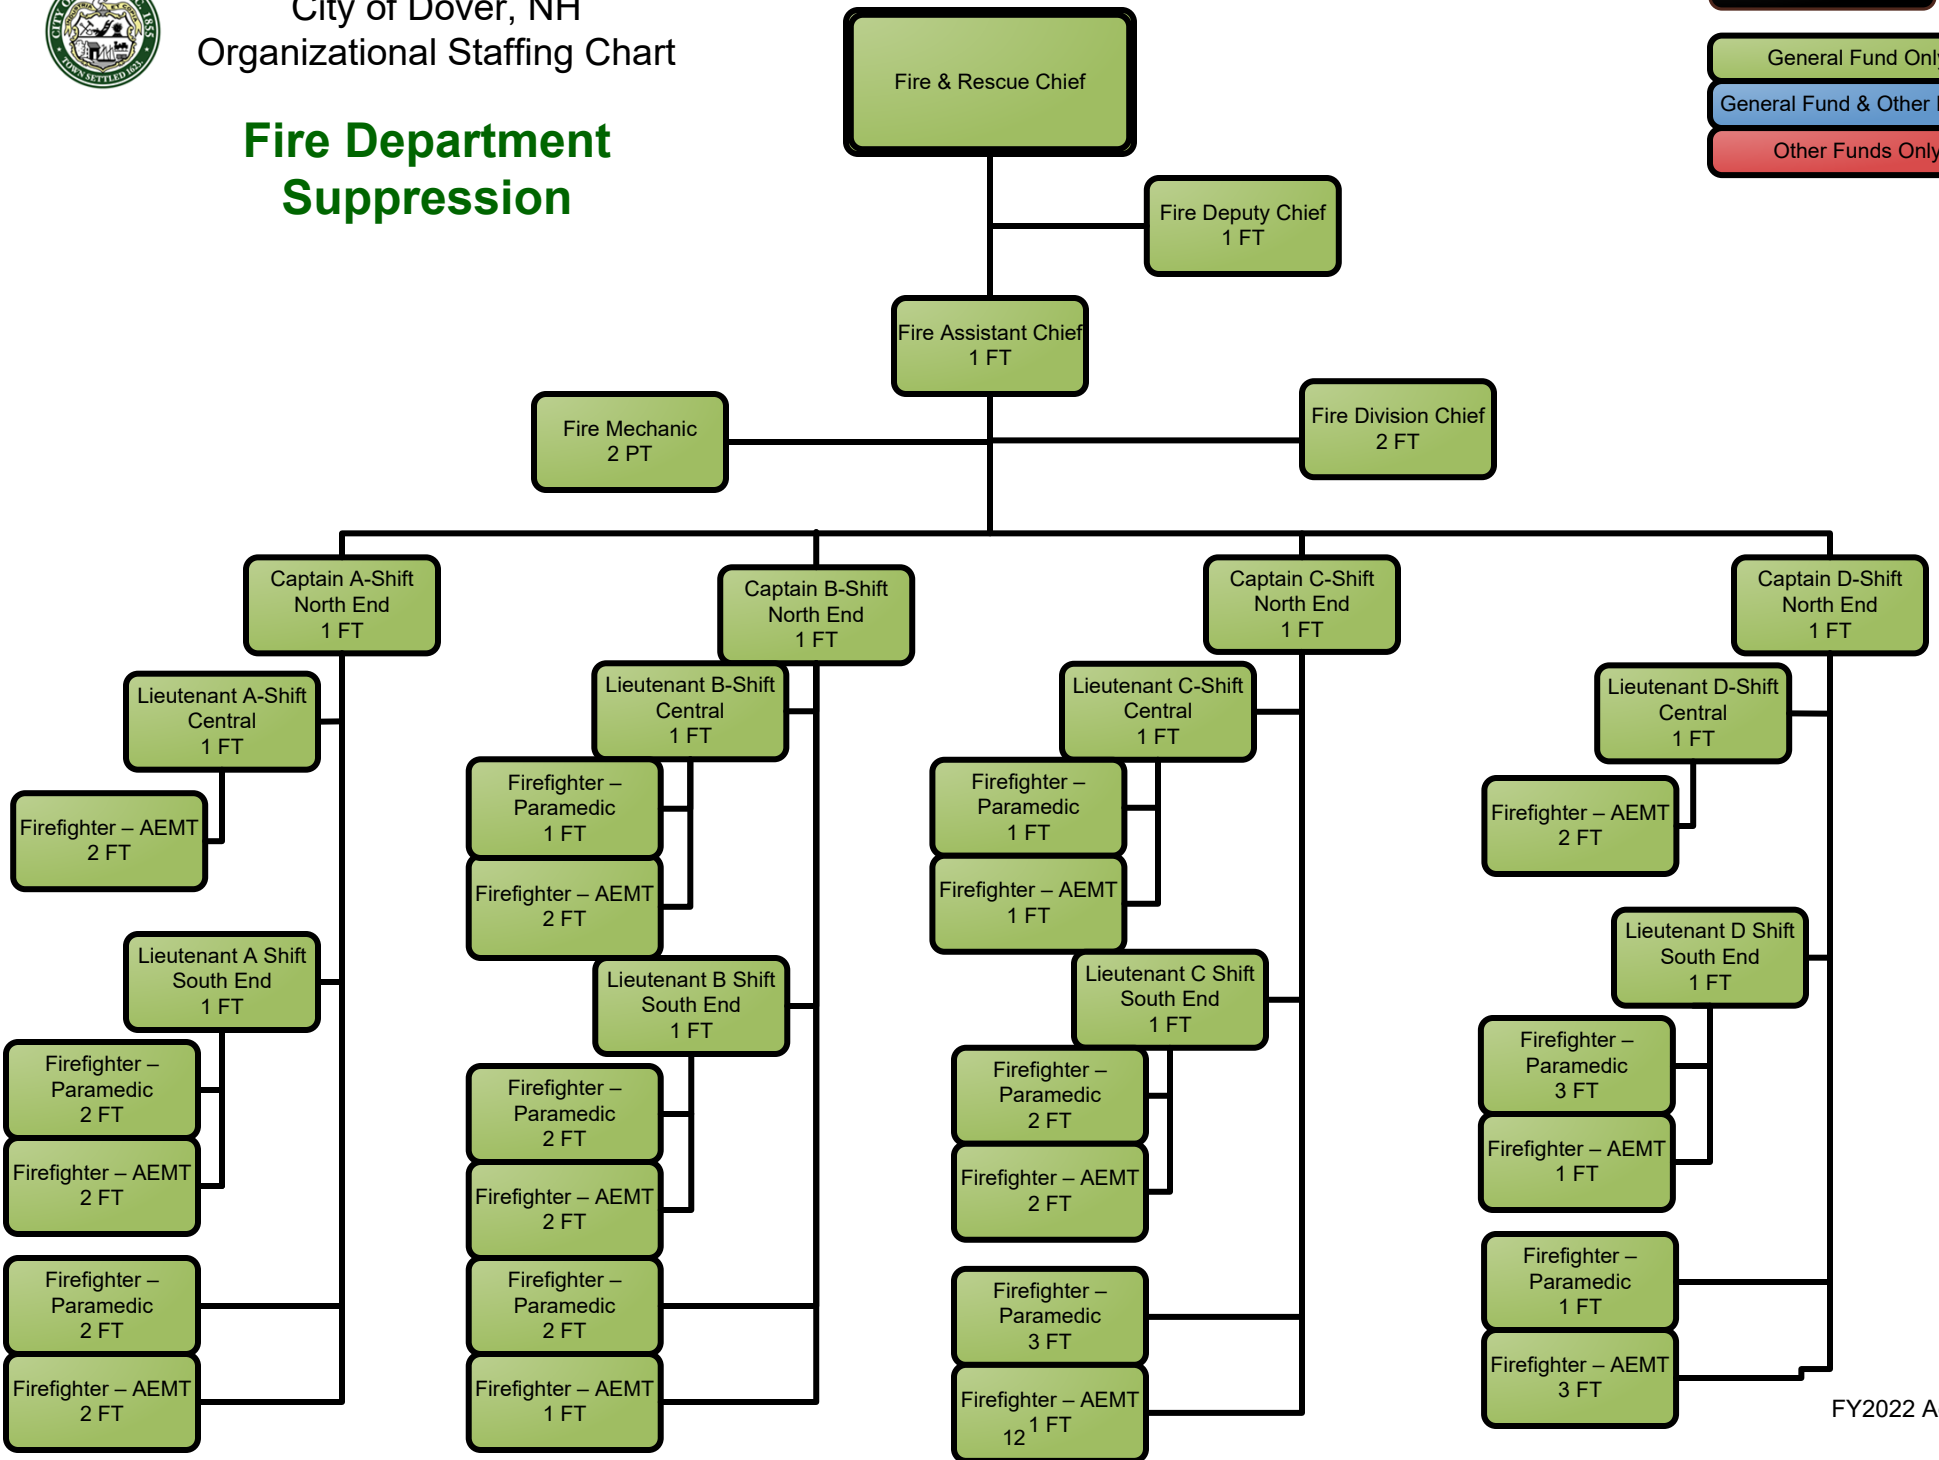 City of Dover, NH
Organizational Staffing Chart
Fire Department
Suppression
TOWN SETTLED 1623
1855
General Fund Only
General Fund & Other
Other Funds Only
Fire & Rescue Chief
Fire Deputy Chief
1 FT
Fire Assistant Chief
1 FT
Fire Mechanic
2 PT
Fire Division Chief
2 FT
Captain A-Shift
North End
1 FT
Lieutenant A-Shift
Central
1 FT
Firefighter – AEMT
2 FT
Lieutenant A Shift
South End
1 FT
Firefighter –
Paramedic
2 FT
Firefighter – AEMT
2 FT
Firefighter –
Paramedic
2 FT
Firefighter – AEMT
2 FT
Captain B-Shift
North End
1 FT
Lieutenant B-Shift
Central
1 FT
Firefighter –
Paramedic
1 FT
Firefighter – AEMT
2 FT
Lieutenant B Shift
South End
1 FT
Firefighter –
Paramedic
2 FT
Firefighter – AEMT
2 FT
Firefighter –
Paramedic
2 FT
Firefighter – AEMT
1 FT
Captain C-Shift
North End
1 FT
Lieutenant C-Shift
Central
1 FT
Firefighter –
Paramedic
1 FT
Firefighter – AEMT
1 FT
Lieutenant C Shift
South End
1 FT
Firefighter –
Paramedic
2 FT
Firefighter – AEMT
2 FT
Firefighter –
Paramedic
3 FT
Firefighter – AEMT
1 FT
12
Captain D-Shift
North End
1 FT
Lieutenant D-Shift
Central
1 FT
Firefighter – AEMT
2 FT
Lieutenant D Shift
South End
1 FT
Firefighter –
Paramedic
3 FT
Firefighter – AEMT
1 FT
Firefighter –
Paramedic
1 FT
Firefighter – AEMT
3 FT
FY2022